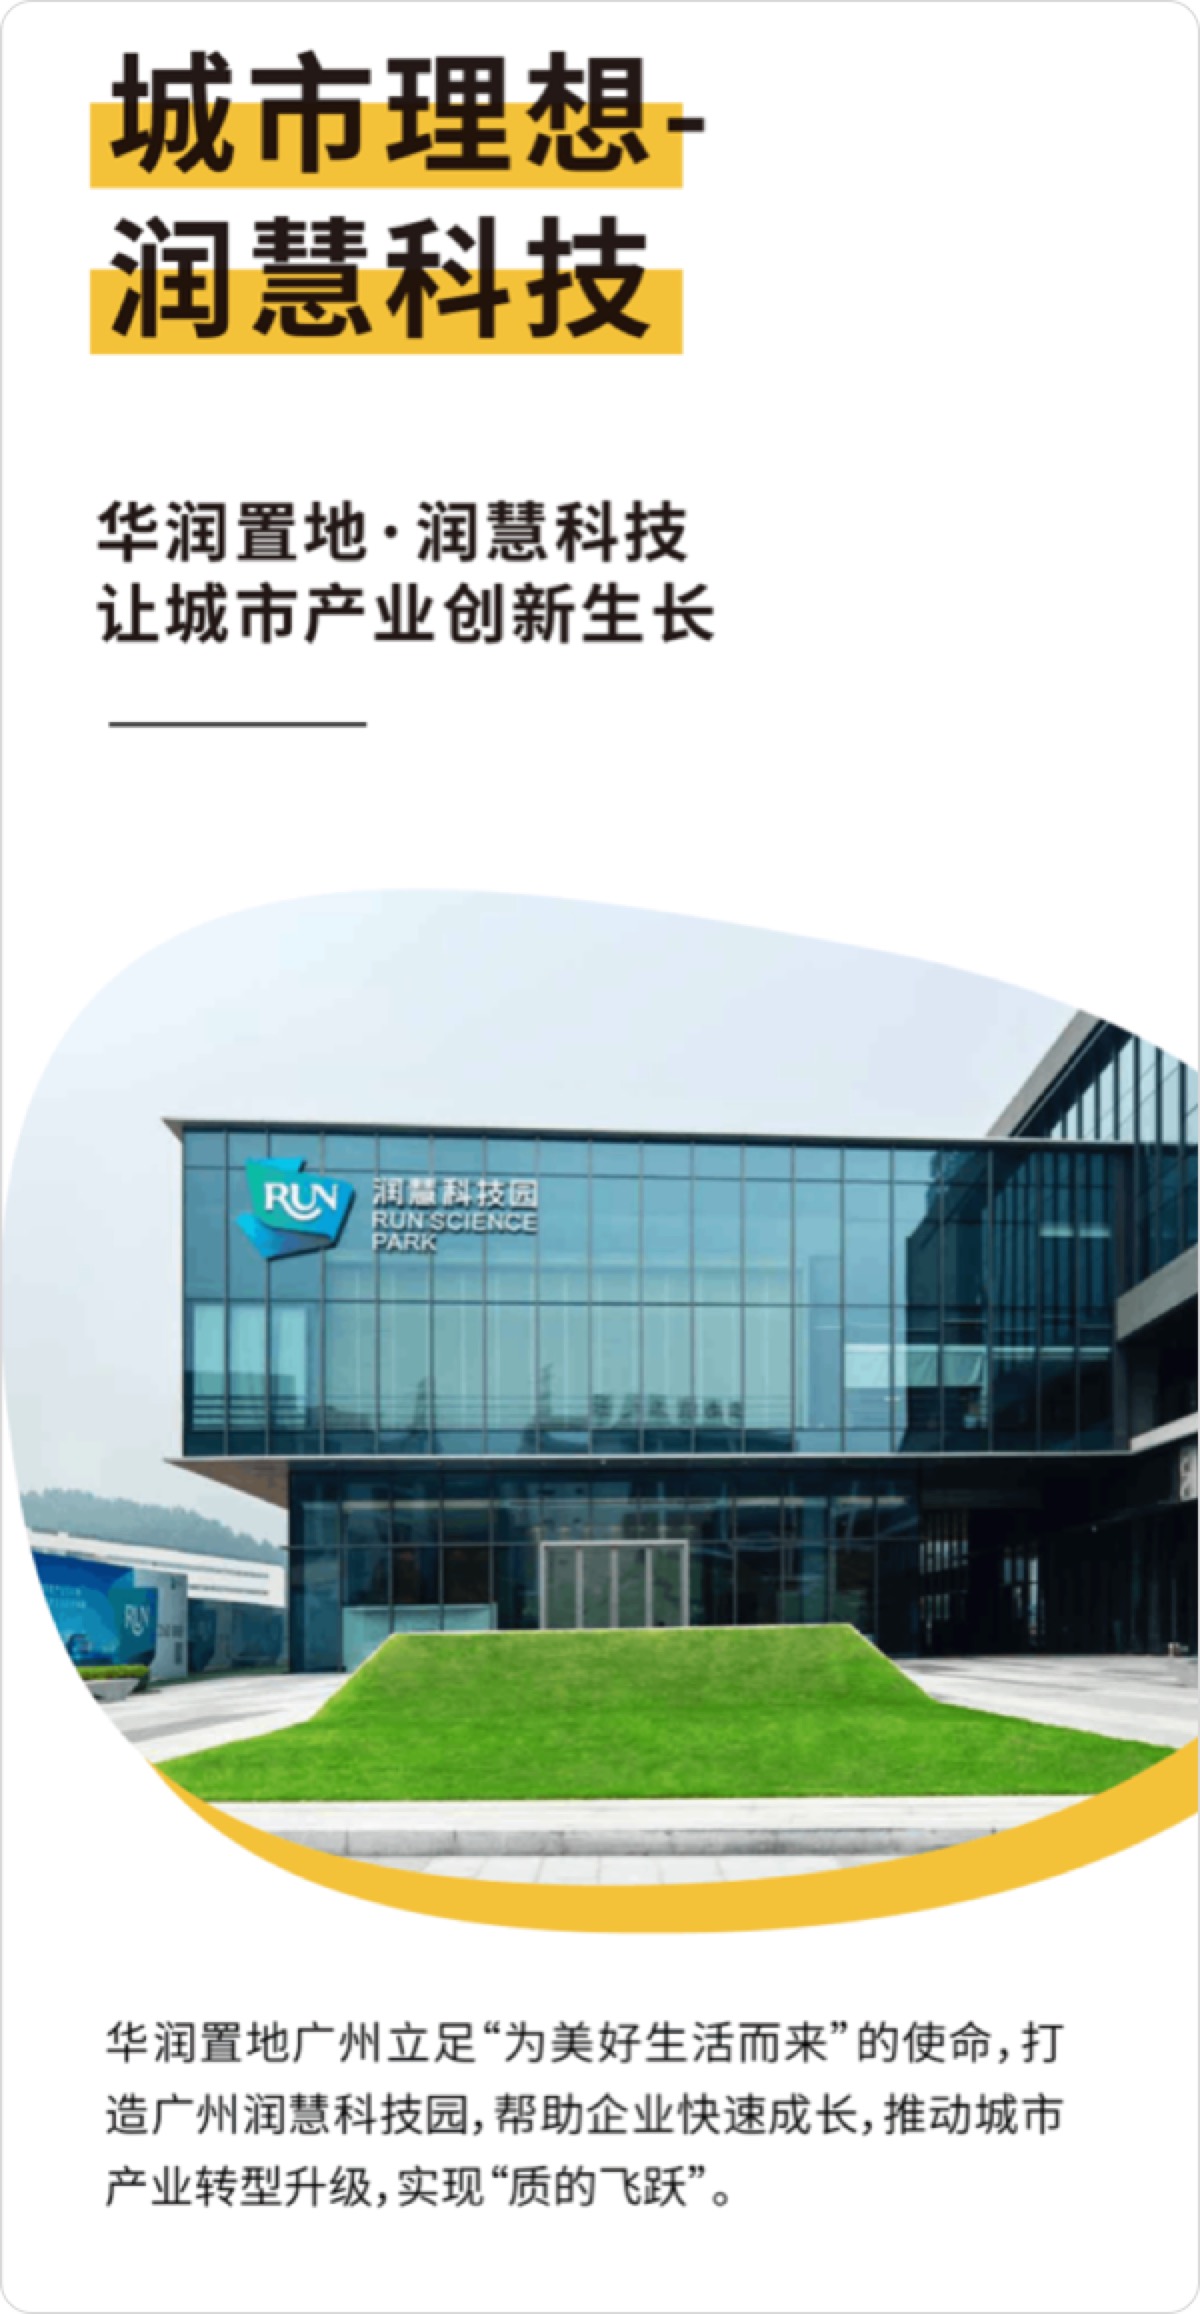 城市理想-
润慧科技
华润置地·润慧科技
让城市产业创新生长
RUN
润慧科技园
RUN SCIENCE
PARK
RUN
华润置地广州立足“为美好生活而来”的使命,打
造广州润慧科技园,帮助企业快速成长,推动城市
产业转型升级,实现“质的飞跃”。